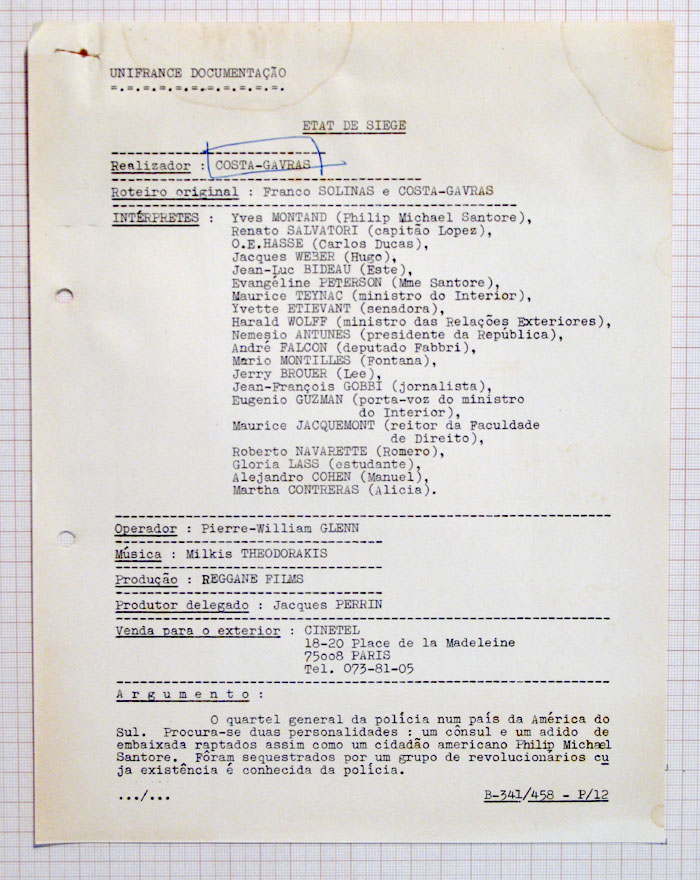 UNIFRANCE DOCUMENTAÇÃO
=.=.=.=.=.=.=.=.=.=.=.
ETAT DE SIEGE
Realizador : COSTA-GAVRAS
Roteiro original : Franco SOLINAS e COSTA-GAVRAS
INTÉRPRETES : Yves MONTAND (Philip Michael Santore),
Renato SALVATORI (capitão Lopez),
O.E.HASSE (Carlos Ducas),
Jacques WEBER (Hugo),
Jean-Luc BIDEAU (Este),
Evangéline PETERSON (Mme Santore),
Maurice TEYNAC (ministro do Interior),
Yvette ETIEVANT (senadora),
Harald WOLFF (ministro das Relações Exteriores),
Nemesio ANTUNES (presidente da República),
André FALCON (deputado Fabbri),
Mario MONTILLES (Fontana),
Jerry BROUER (Lee),
Jean-François GOBBI (jornalista),
Eugenio GUZMAN (porta-voz do ministro
do Interior),
Maurice JACQUEMONT (reitor da Faculdade
de Direito),
Roberto NAVARETTE (Romero),
Gloria LASS (estudante),
Alejandro COHEN (Manuel),
Martha CONTRERAS (Alicia).
Operador : Pierre-William GLENN
Música : Milkis THEODORAKIS
Produção : REGGANE FILMS
Produtor delegado : Jacques PERRIN
Venda para o exterior : CINETEL
18-20 Place de la Madeleine
75008 PARIS
Tel. 073-81-05
A r g u m e n t o :
O quartel general da polícia num país da América do
Sul. Procura-se duas personalidades : um cônsul e um adido de
embaixada raptados assim como um cidadão americano Philip Michael
Santore. Fôram sequestrados por um grupo de revolucionários cu
ja existência é conhecida da polícia.
.../...
B-341/458 - P/12